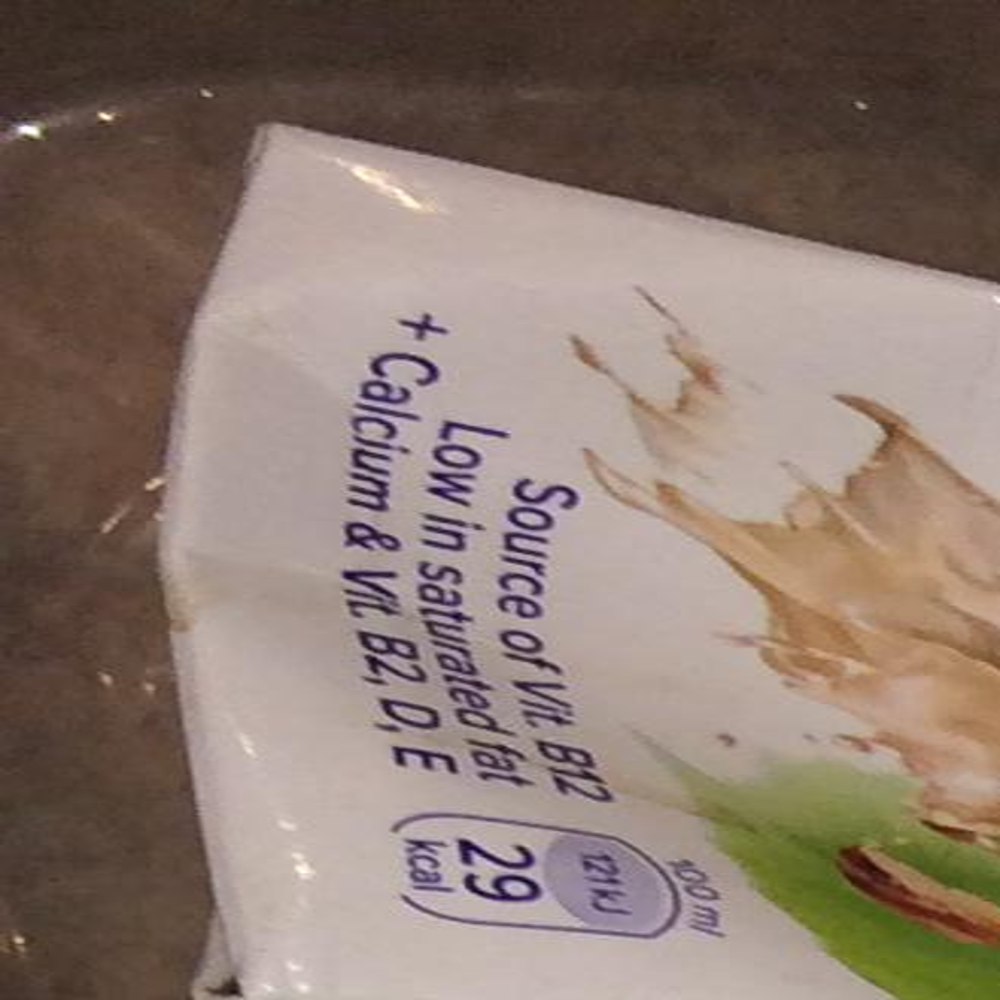 Source of Vit. B12
Low in saturated fat
+ Calcium & Vit. B2, D, E
100 ml
121 kJ
29
kcal